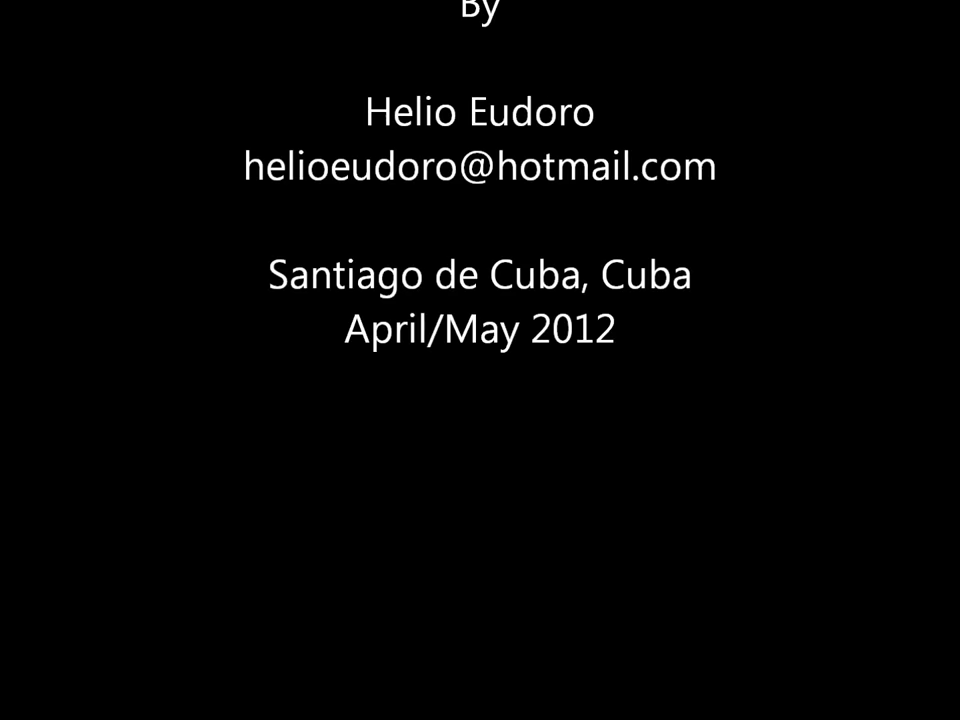 By
Helio Eudoro
helioeudoro@hotmail.com
Santiago de Cuba, Cuba
April/May 2012